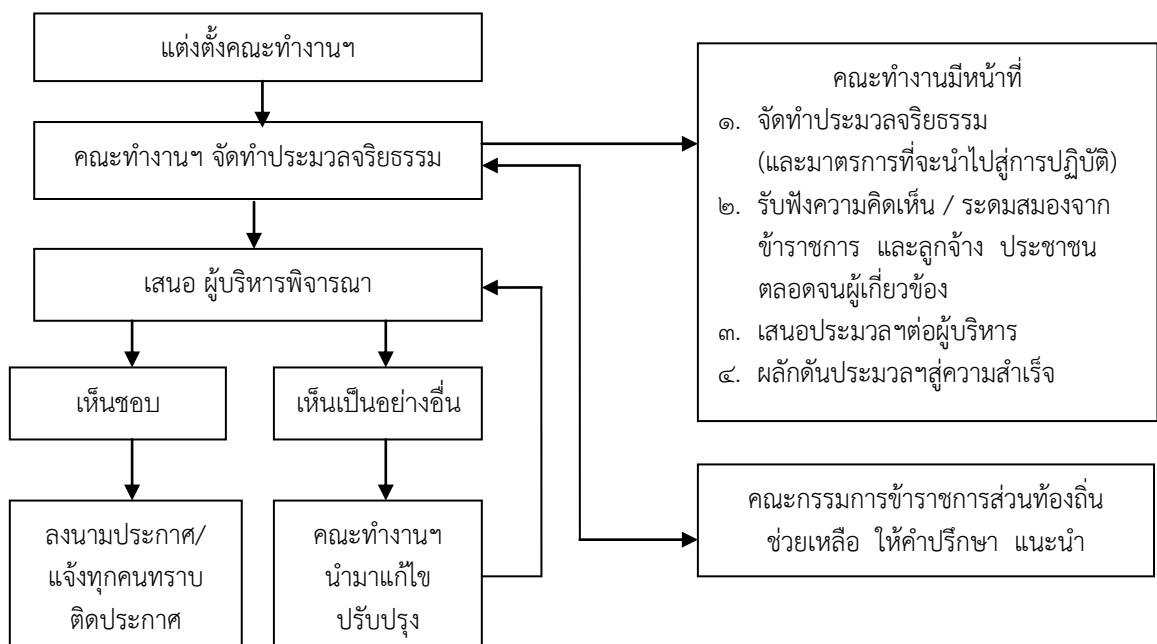 แต่งตั้งคณะทำงานฯ
คณะทำงานฯ จัดทำประมวลจริยธรรม
เสนอ ผู้บริหารพิจารณา
เห็นชอบ
เห็นเป็นอย่างอื่น
ลงนามประกาศ/
แจ้งทุกคนทราบ
ติดประกาศ
คณะทำงานฯ
นำมาแก้ไข
ปรับปรุง
คณะทำงานมีหน้าที่
๑. จัดทำประมวลจริยธรรม
(และมาตรการที่จะนำไปสู่การปฏิบัติ)
๒. รับฟังความคิดเห็น / ระดมสมองจาก
ข้าราชการ และลูกจ้าง ประชาชน
ตลอดจนผู้เกี่ยวข้อง
๓. เสนอประมวลฯต่อผู้บริหาร
๔. ผลักดันประมวลฯสู่ความสำเร็จ
คณะกรรมการข้าราชการส่วนท้องถิ่น
ช่วยเหลือ ให้คำปรึกษา แนะนำ